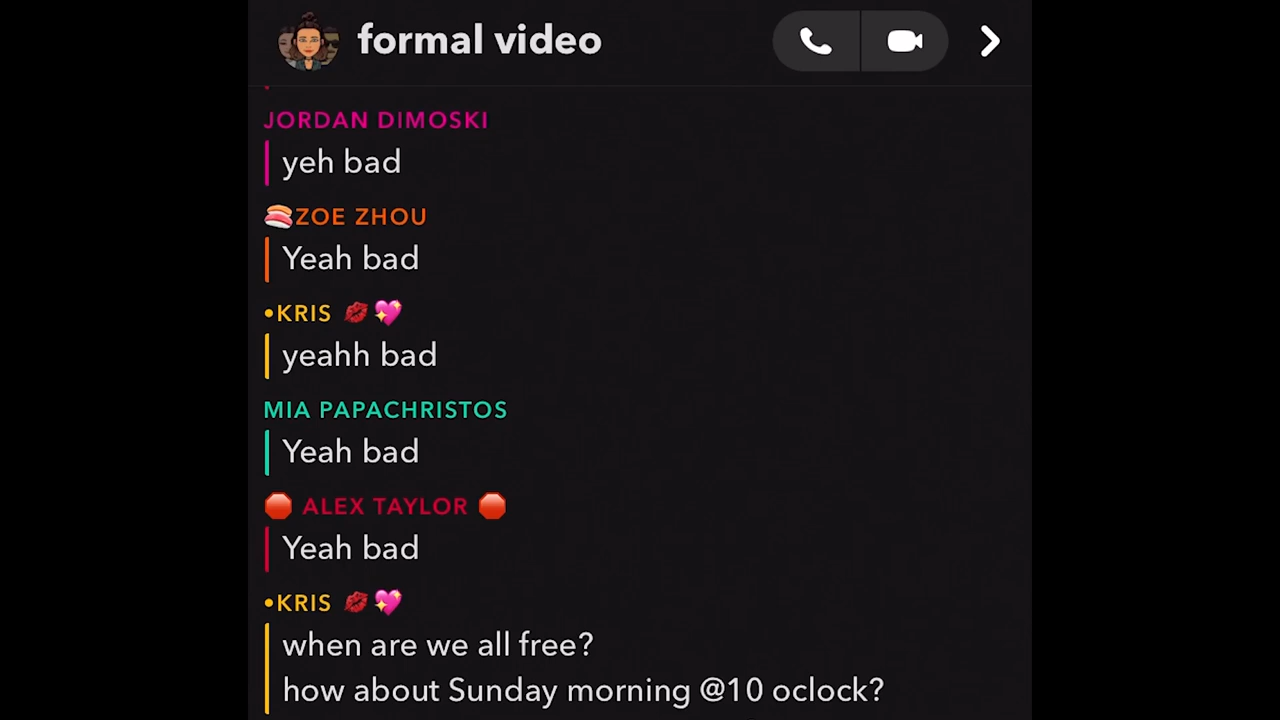 formal video
JORDAN DIMOSKI
yeh bad
🍣ZOE ZHOU
Yeah bad
•KRIS 💋💖
yeahh bad
MIA PAPACHRISTOS
Yeah bad
🛑 ALEX TAYLOR 🛑
Yeah bad
•KRIS 💋💖
when are we all free?
how about Sunday morning @10 oclock?